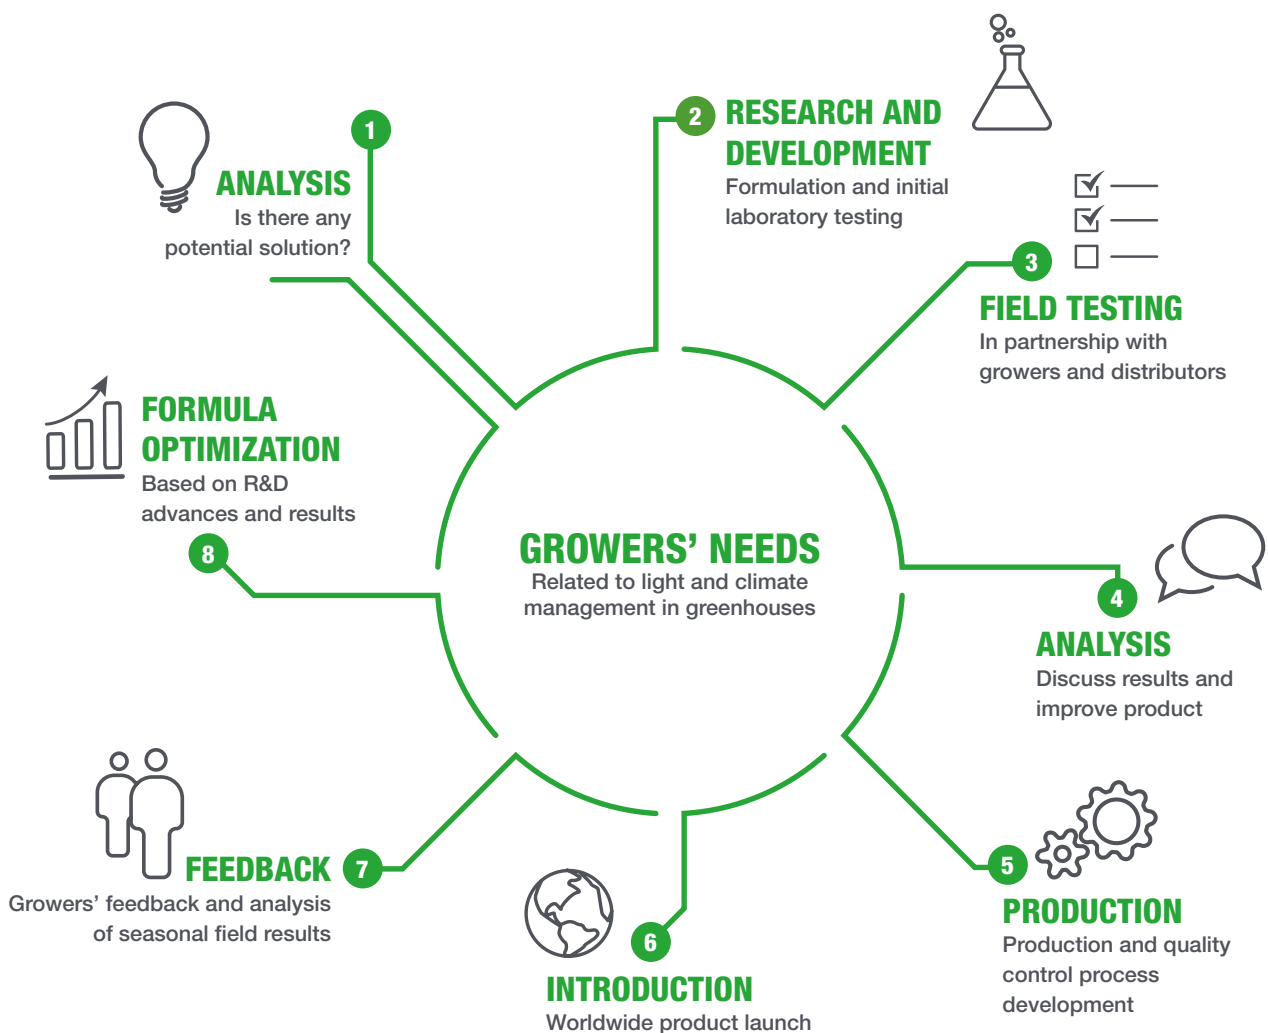 1
ANALYSIS
Is there any
potential solution?
2
RESEARCH AND
DEVELOPMENT
Formulation and initial
laboratory testing
3
FIELD TESTING
In partnership with
growers and distributors
4
ANALYSIS
Discuss results and
improve product
5
PRODUCTION
Production and quality
control process
development
6
INTRODUCTION
Worldwide product launch
7
FEEDBACK
Growers’ feedback and analysis
of seasonal field results
8
FORMULA
OPTIMIZATION
Based on R&D
advances and results
GROWERS’ NEEDS
Related to light and climate
management in greenhouses